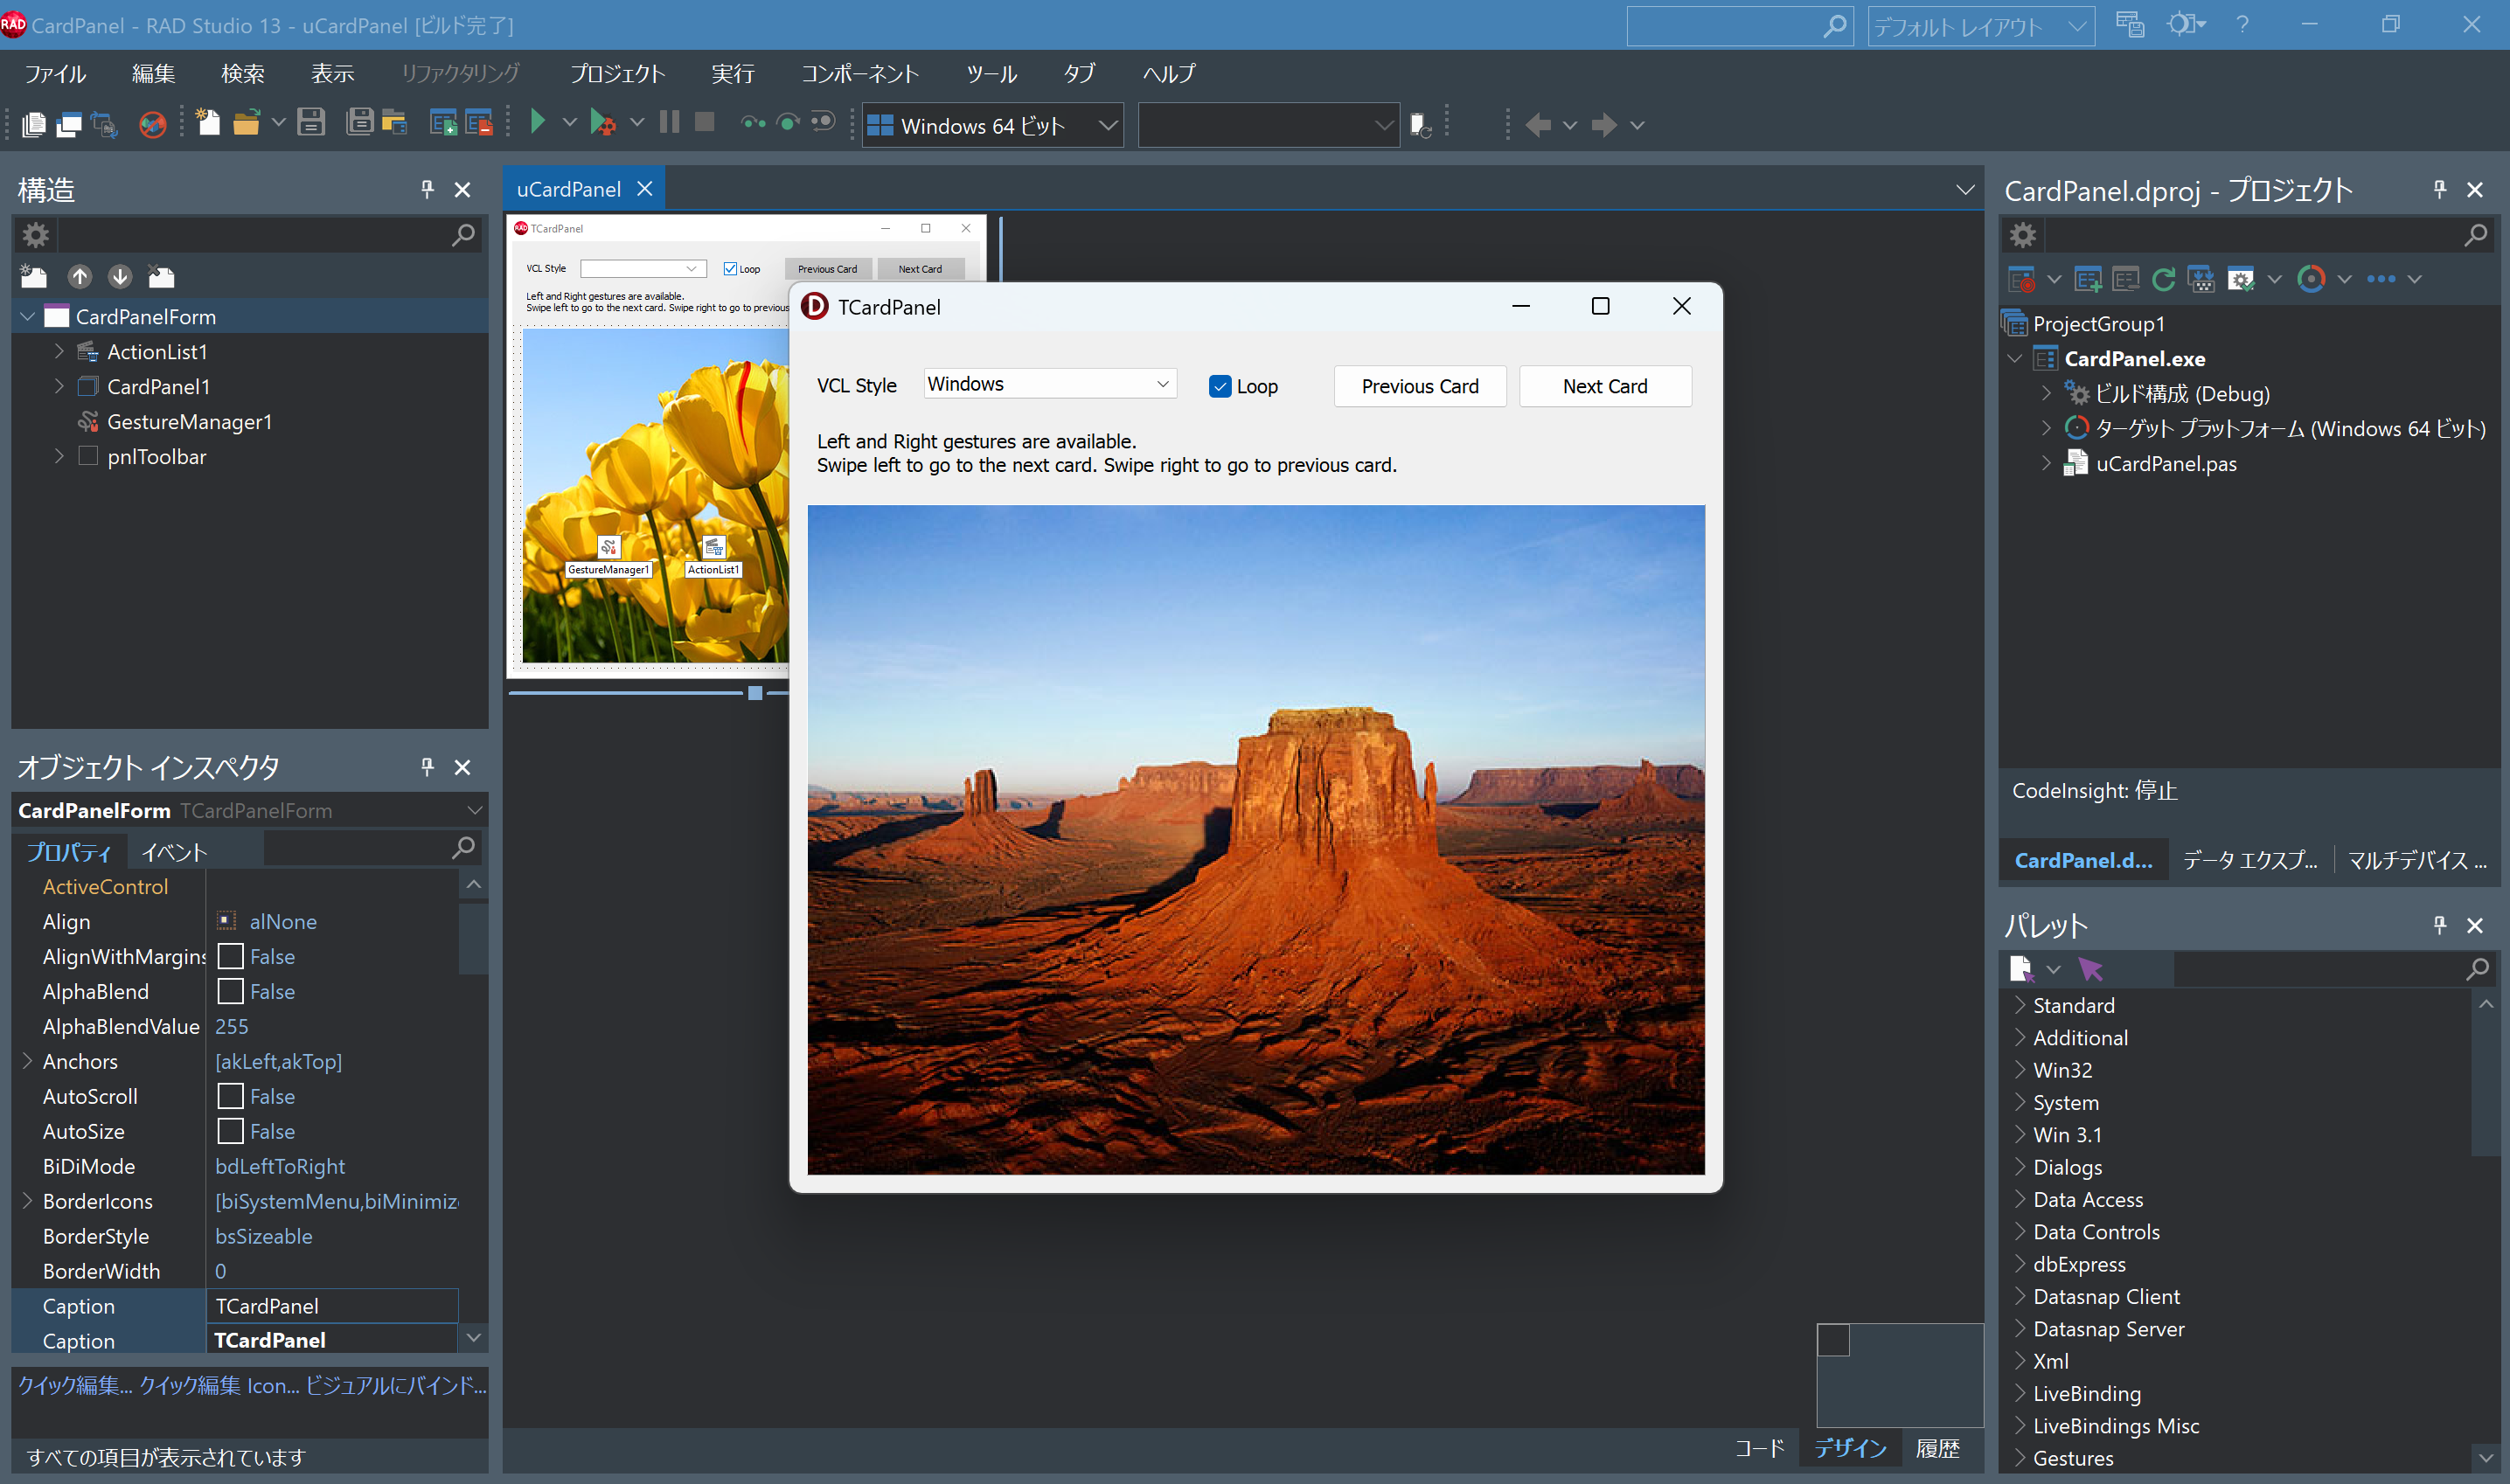 RAD CardPanel - RAD Studio 13 - uCardPanel [ビルド完了]
デフォルト レイアウト
?
ファイル 編集 検索 表示 リファクタリング プロジェクト 実行 コンポーネント ツール タブ ヘルプ
Windows 64 ビット
構造
CardPanelForm
ActionList1
CardPanel1
GestureManager1
pnlToolbar
オブジェクト インスペクタ
CardPanelForm TCardPanelForm
プロパティ イベント
ActiveControl
Align alNone
AlignWithMargins False
AlphaBlend False
AlphaBlendValue 255
Anchors [akLeft,akTop]
AutoScroll False
AutoSize False
BiDiMode bdLeftToRight
BorderIcons [biSystemMenu,biMinimiz
BorderStyle bsSizeable
BorderWidth 0
Caption TCardPanel
Caption TCardPanel
クイック編集... クイック編集 Icon... ビジュアルにバインド...
すべての項目が表示されています
uCardPanel
RAD TCardPanel
VCL Style Loop Previous Card Next Card
Left and Right gestures are available.
Swipe left to go to the next card. Swipe right to go to previous
GestureManager1 ActionList1
D TCardPanel
VCL Style Windows Loop Previous Card Next Card
Left and Right gestures are available.
Swipe left to go to the next card. Swipe right to go to previous card.
コード デザイン 履歴
CardPanel.dproj - プロジェクト
ProjectGroup1
CardPanel.exe
ビルド構成 (Debug)
ターゲット プラットフォーム (Windows 64 ビット)
uCardPanel.pas
CodeInsight: 停止
CardPanel.d... データ エクスプ... マルチデバイス ...
パレット
Standard
Additional
Win32
System
Win 3.1
Dialogs
Data Access
Data Controls
dbExpress
Datasnap Client
Datasnap Server
Xml
LiveBinding
LiveBindings Misc
Gestures